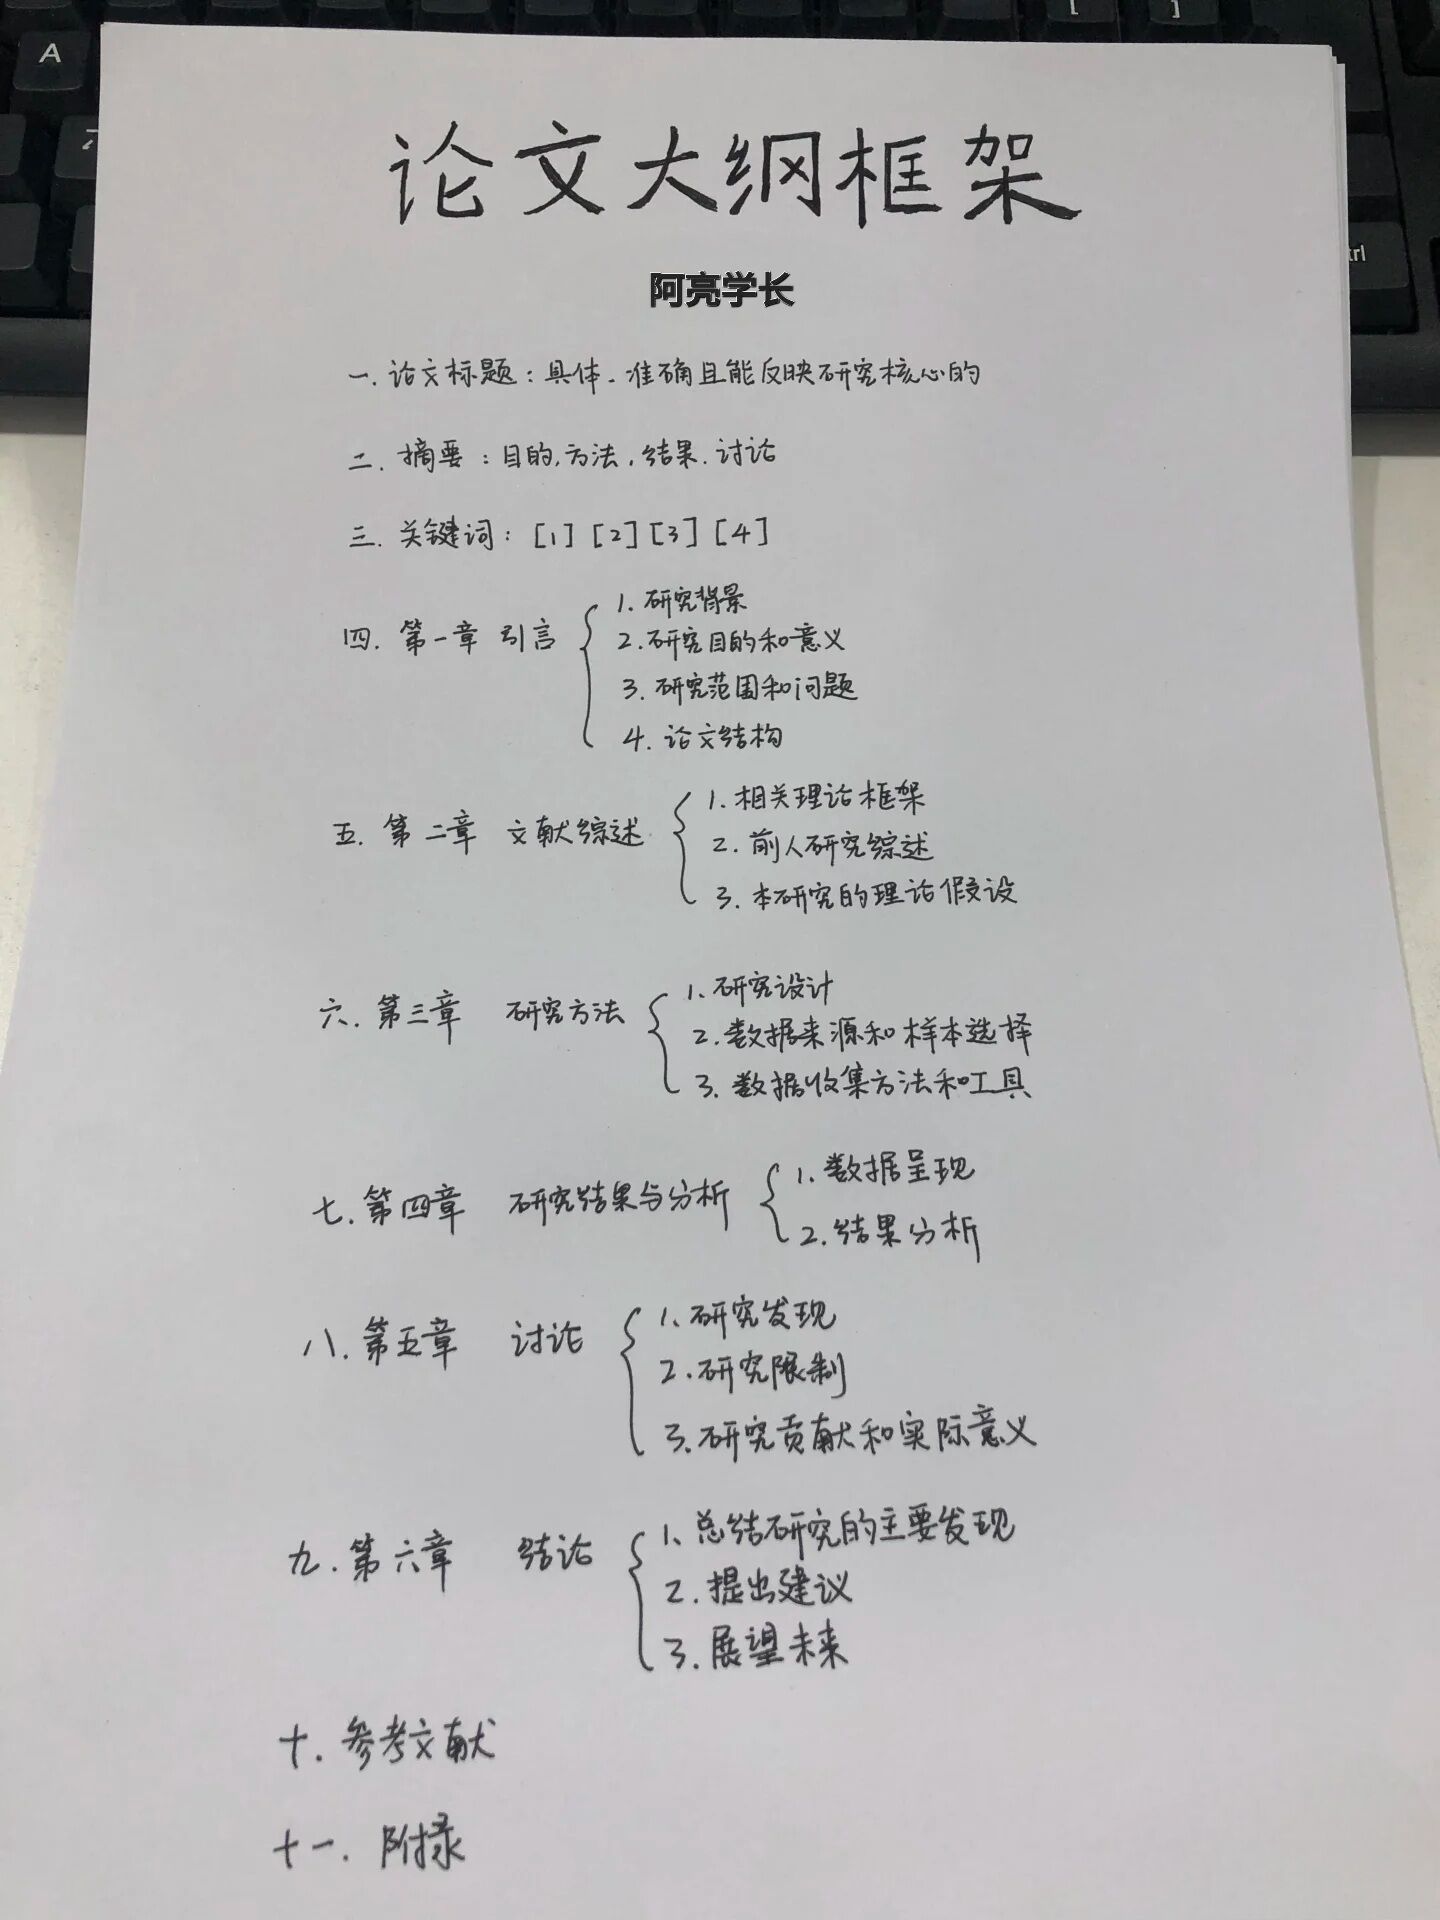 论文大纲框架
阿亮学长
一.论文标题:具体、准确且能反映研究核心的
二.摘要:目的,方法,结果.讨论
三.关键词:[1][2][3][4]
四.第一章 引言
1.研究背景
2.研究目的和意义
3.研究范围和问题
4.论文结构
五.第二章 文献综述
1.相关理论框架
2.前人研究综述
3.本研究的理论假设
六.第三章 研究方法
1.研究设计
2.数据来源和样本选择
3.数据收集方法和工具
七.第四章 研究结果与分析
1.数据呈现
2.结果分析
八.第五章 讨论
1、研究发现
2.研究限制
3.研究贡献和实际意义
九.第六章 结论
1、总结研究的主要发现
2.提出建议
3.展望未来
十.参考文献
十一.附录
A
[
]
trl